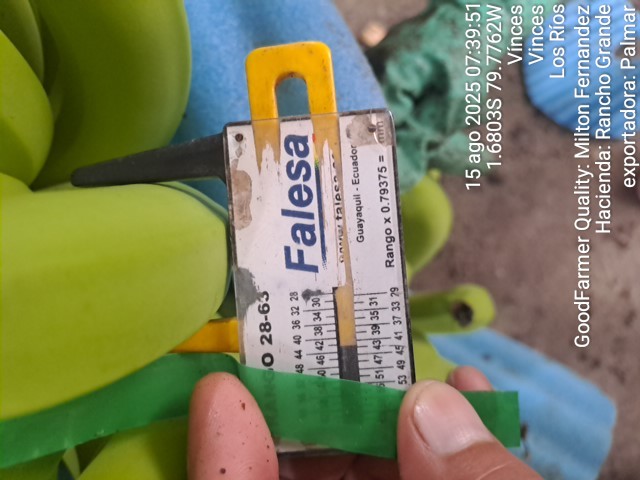 RANGO 28-63
48 44 40 36 32 28
46 42 38 34 30
Falesa
www.falesa
Guayaquil - Ecuador
51 47 43 39 35 31
53 49 45 41 37 33 29
Rango x 0.79375 = mm
15 ago 2025 07:39:51
1.6803S 79.7762W
Vínces
Vinces
Los Ríos
GoodFarmer Quality: Milton Fernandez
Hacienda: Rancho Grande
exportadora: Palmar